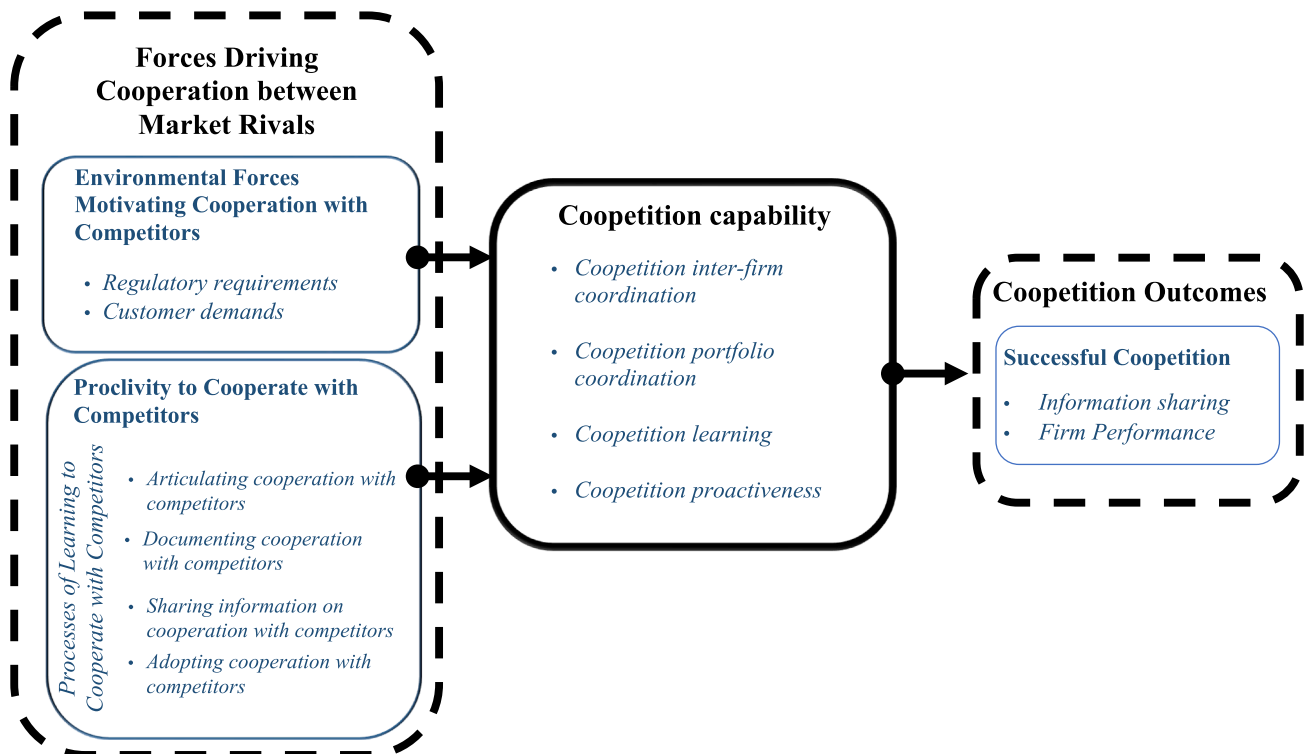 Forces Driving
Cooperation between
Market Rivals
Environmental Forces
Motivating Cooperation with
Competitors
• Regulatory requirements
• Customer demands
Proclivity to Cooperate with
Competitors
Processes of Learning to
Cooperate with Competitors
• Articulating cooperation with
competitors
• Documenting cooperation
with competitors
• Sharing information on
cooperation with competitors
• Adopting cooperation with
competitors
Coopetition capability
• Coopetition inter-firm
coordination
• Coopetition portfolio
coordination
• Coopetition learning
• Coopetition proactiveness
Coopetition Outcomes
Successful Coopetition
• Information sharing
• Firm Performance